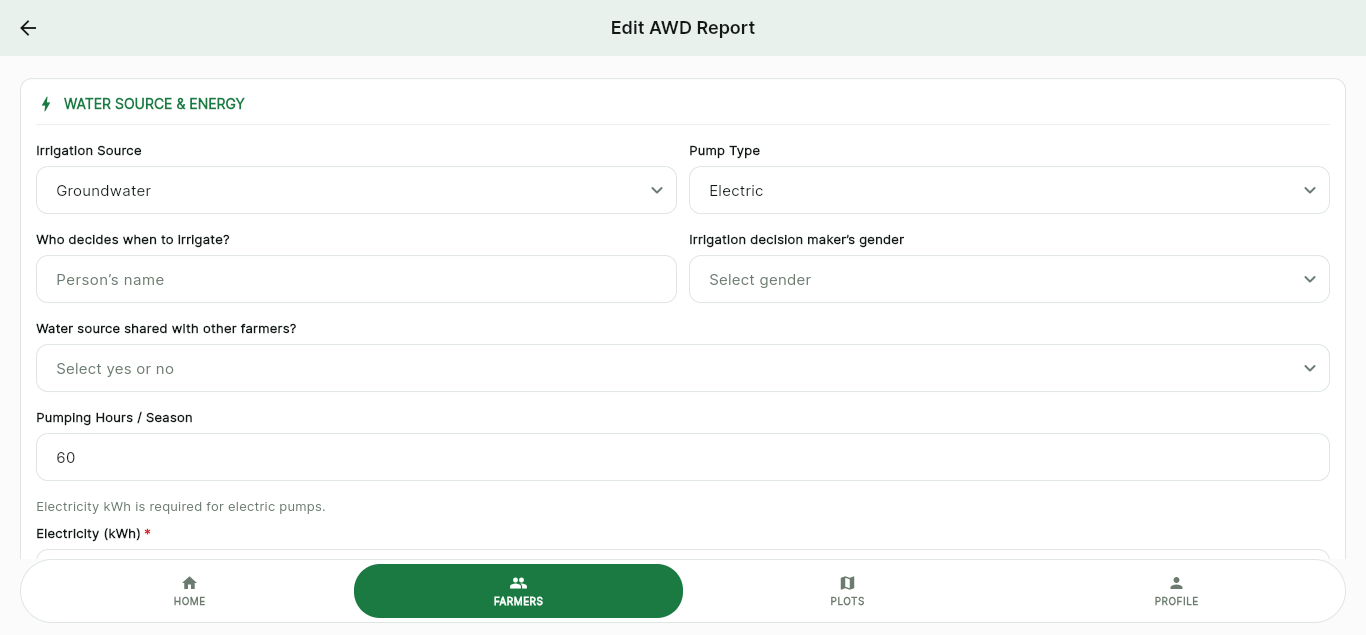 Edit AWD Report
WATER SOURCE & ENERGY
Irrigation Source
Pump Type
Groundwater
Electric
Who decides when to irrigate?
Irrigation decision maker’s gender
Person’s name
Select gender
Water source shared with other farmers?
Select yes or no
Pumping Hours / Season
60
Electricity kWh is required for electric pumps.
Electricity (kWh) *
HOME
FARMERS
PLOTS
PROFILE